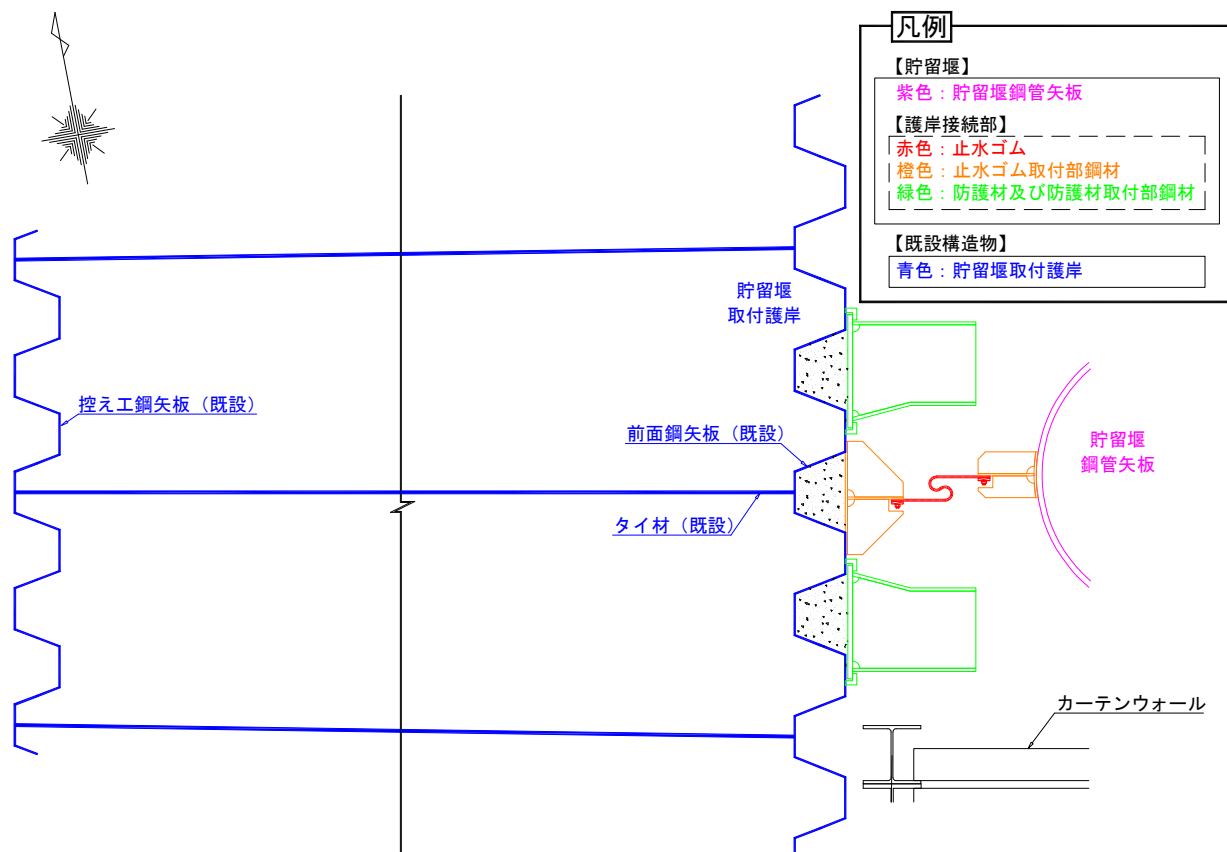 凡例
【貯留堰】
紫色：貯留堰鋼管矢板
【護岸接続部】
赤色：止水ゴム
橙色：止水ゴム取付部鋼材
緑色：防護材及び防護材取付部鋼材
【既設構造物】
青色：貯留堰取付護岸
貯留堰
取付護岸
控え工鋼矢板（既設）
前面鋼矢板（既設）
貯留堰
鋼管矢板
タイ材（既設）
カーテンウォール